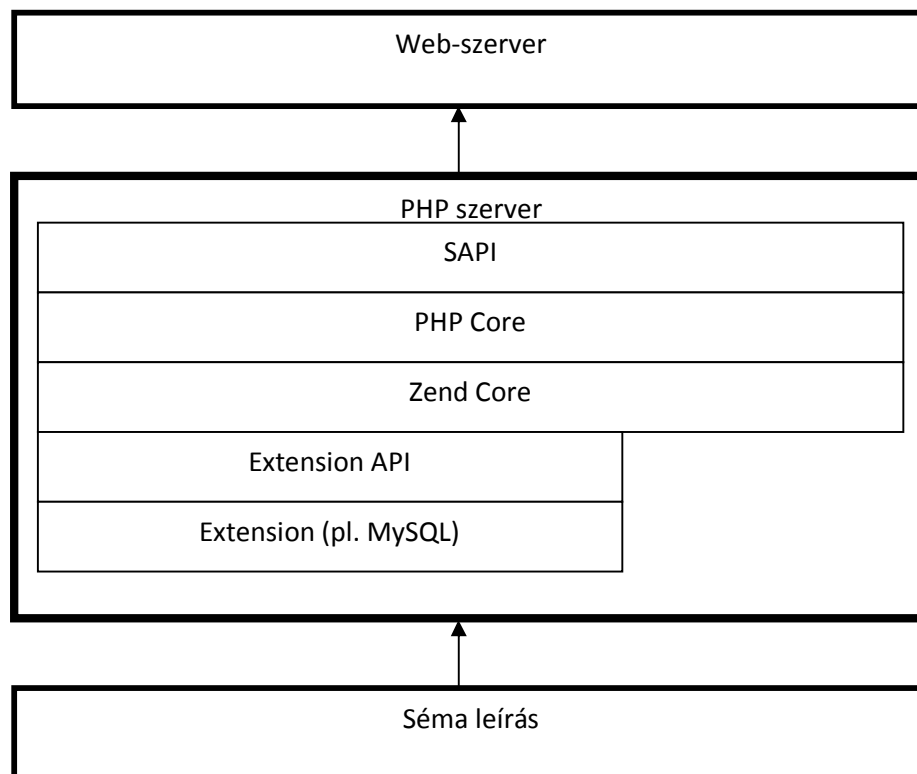 Web-szerver
PHP szerver
SAPI
PHP Core
Zend Core
Extension API
Extension (pl. MySQL)
Séma leírás